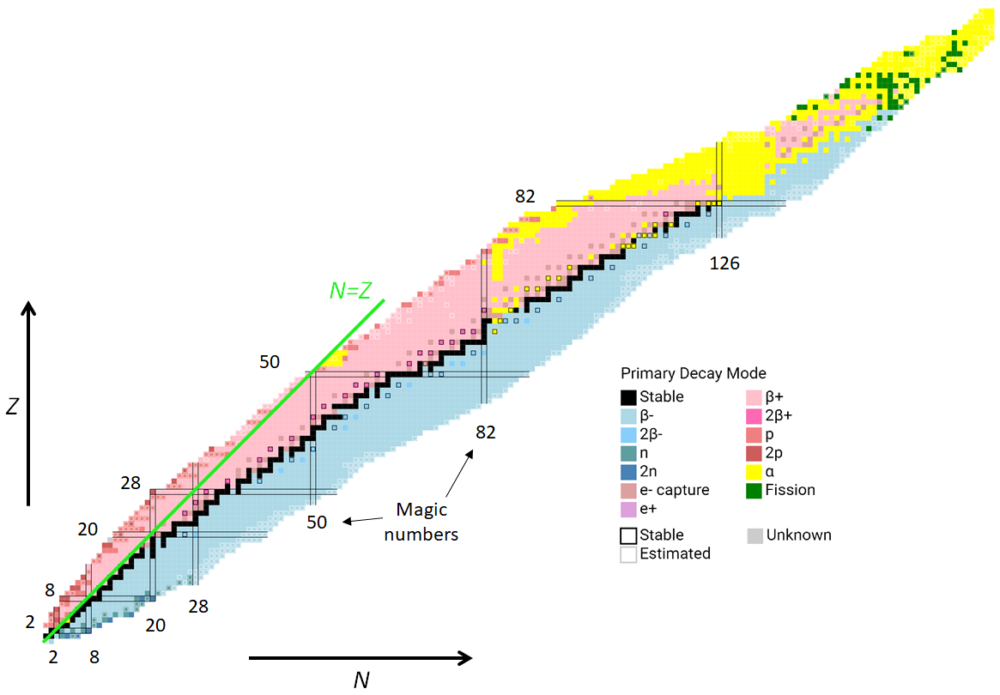 82
126
N=Z
50
Z
82
28
50
Magic
numbers
20
8
28
2
20
2
8
N
Primary Decay Mode
Stable
β-
2β-
n
2n
e- capture
e+
β+
2β+
p
2p
α
Fission
Stable
Estimated
Unknown